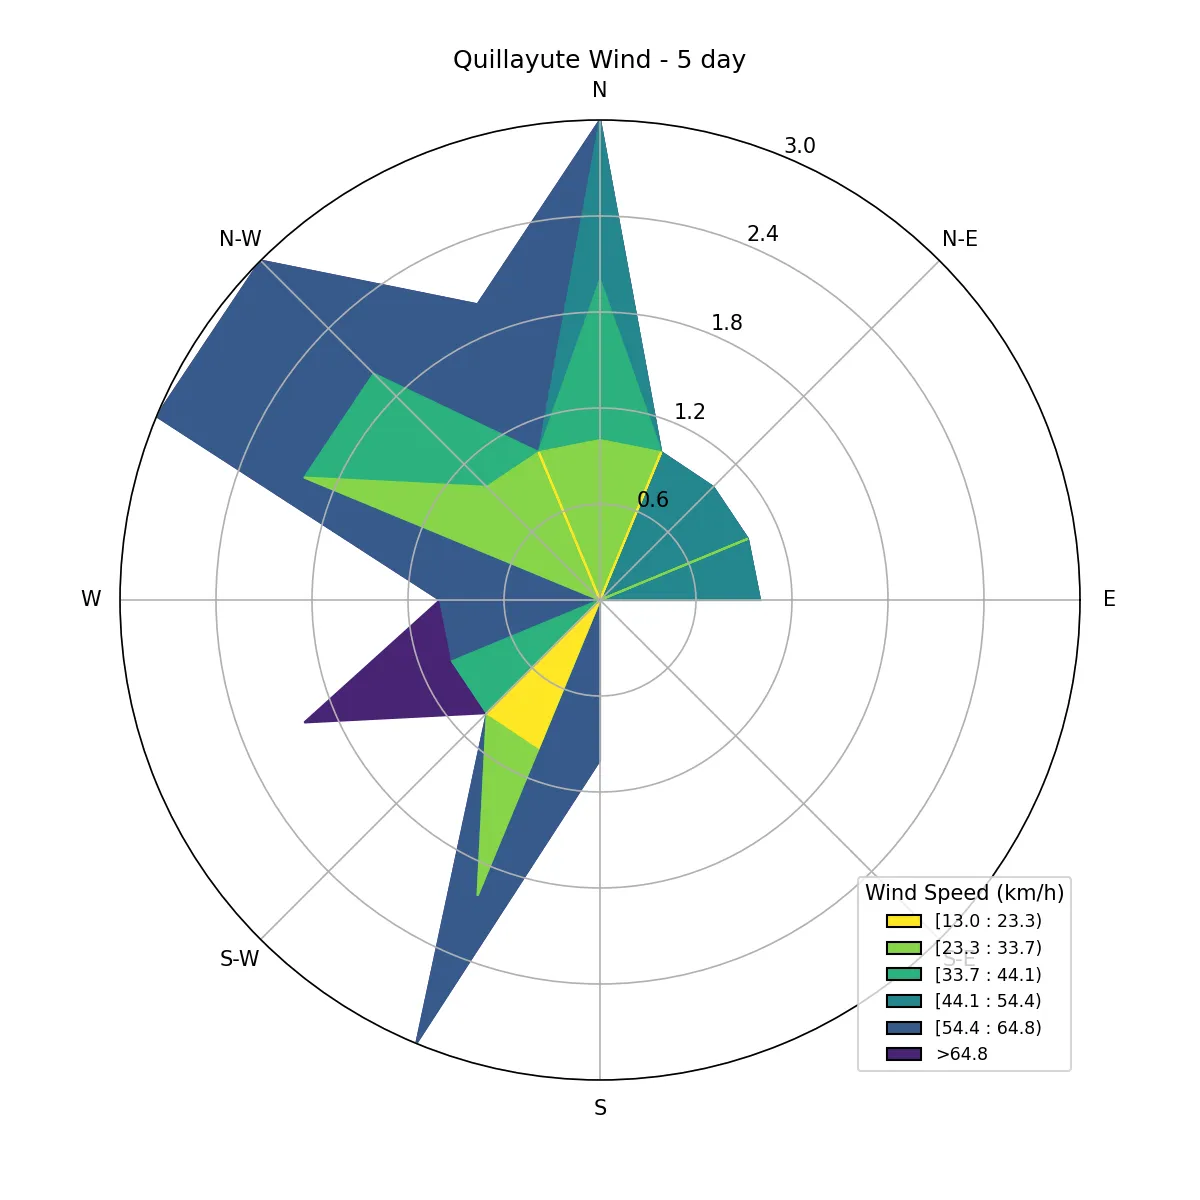 Quillayute Wind - 5 day
N
3.0
N-W
2.4
N-E
1.8
1.2
0.6
W
E
S-W
S-E
S
Wind Speed (km/h)
[13.0 : 23.3)
[23.3 : 33.7)
[33.7 : 44.1)
[44.1 : 54.4)
[54.4 : 64.8)
>64.8